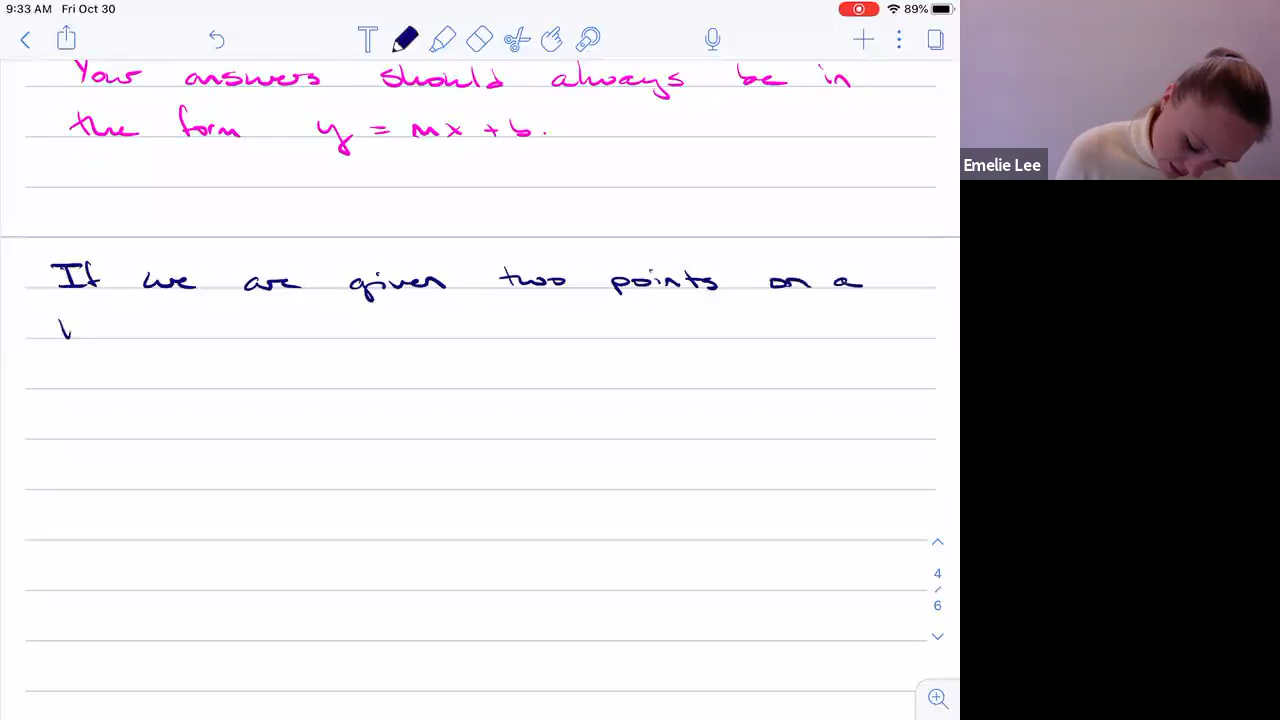 9:33 AM Fri Oct 30
89%
Your answers should always be in
the form y = mx + b.
Emelie Lee
If we are given two points on a
4
6